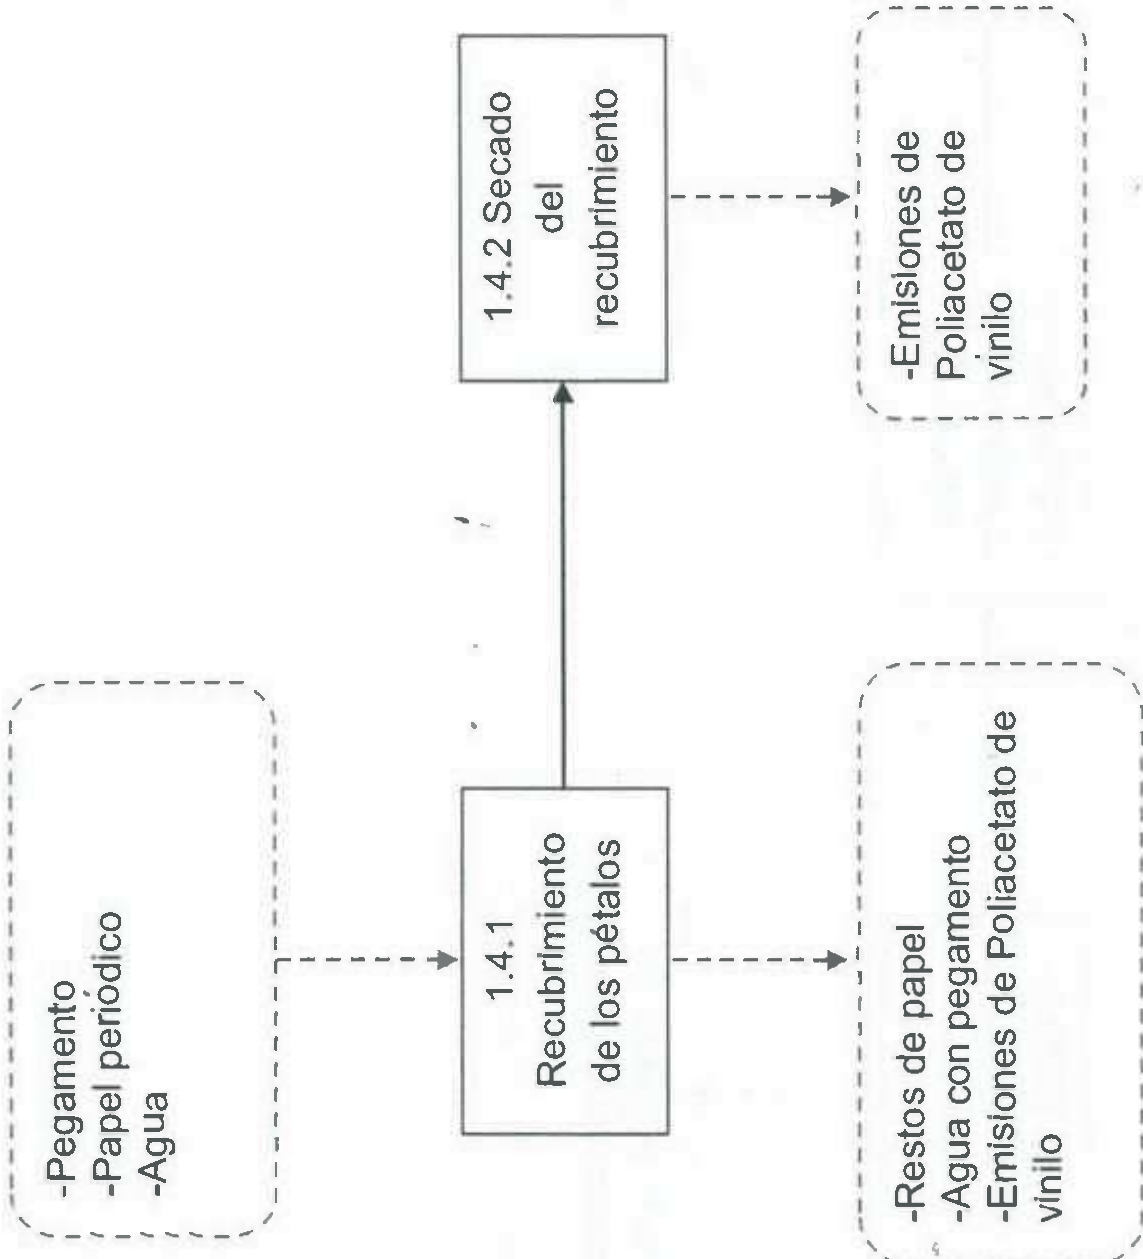 -Pegamento
-Papel periódico
-Agua
1.4.1
Recubrimiento
de los pétalos
-Restos de papel
-Agua con pegamento
-Emisiones de Poliacetato de
vinilo
1.4.2 Secado
del
recubrimiento
-Emisiones de
Poliacetato de
vinilo